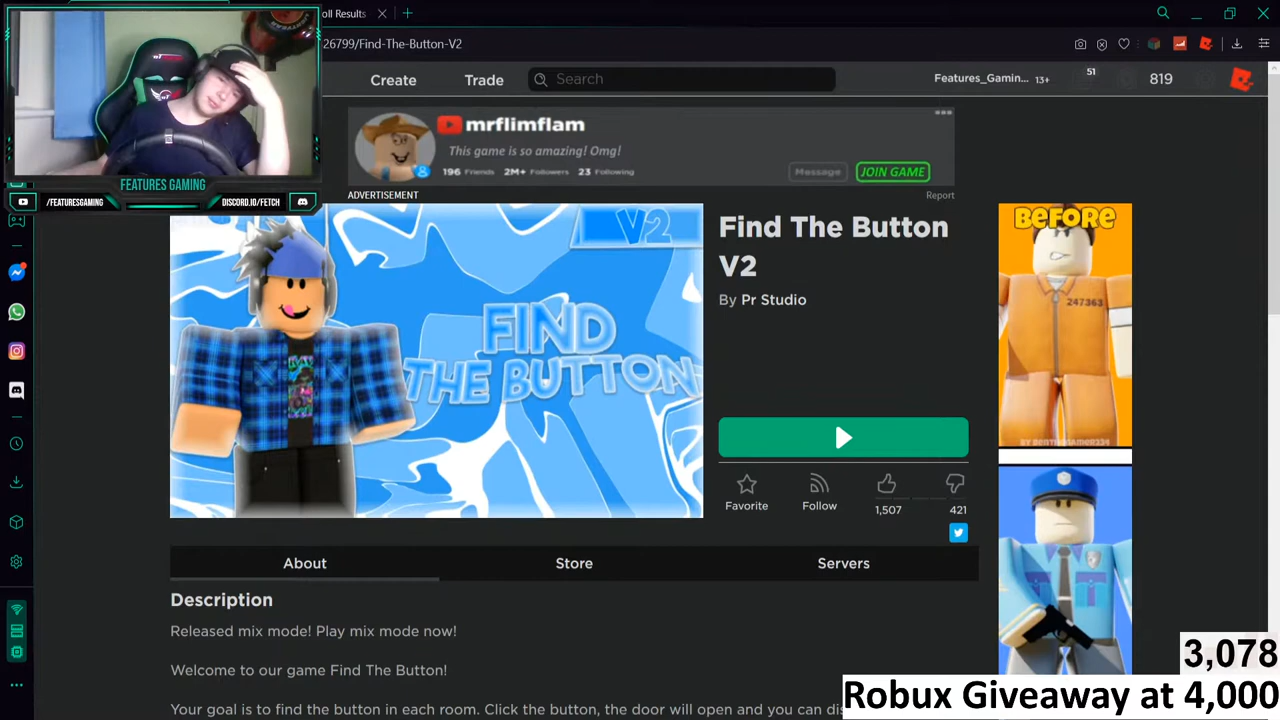 oll Results
26799/Find-The-Button-V2
Create
Trade
Search
Features_Gamin... 13+
51
819
mrflimflam
This game is so amazing! Omg!
196 Friends 2M+ Followers 23 Following
Message
JOIN GAME
ADVERTISEMENT
Report
FEATURES GAMING
/FEATURESGAMING
DISCORD.IO/FETCH
V2
FIND
THE BUTTON
Find The Button
V2
By Pr Studio
Favorite
Follow
1,507
421
BEFORE
247363
About
Store
Servers
Description
Released mix mode! Play mix mode now!
Welcome to our game Find The Button!
Your goal is to find the button in each room. Click the button, the door will open and you can dis
3,078
Robux Giveaway at 4,000